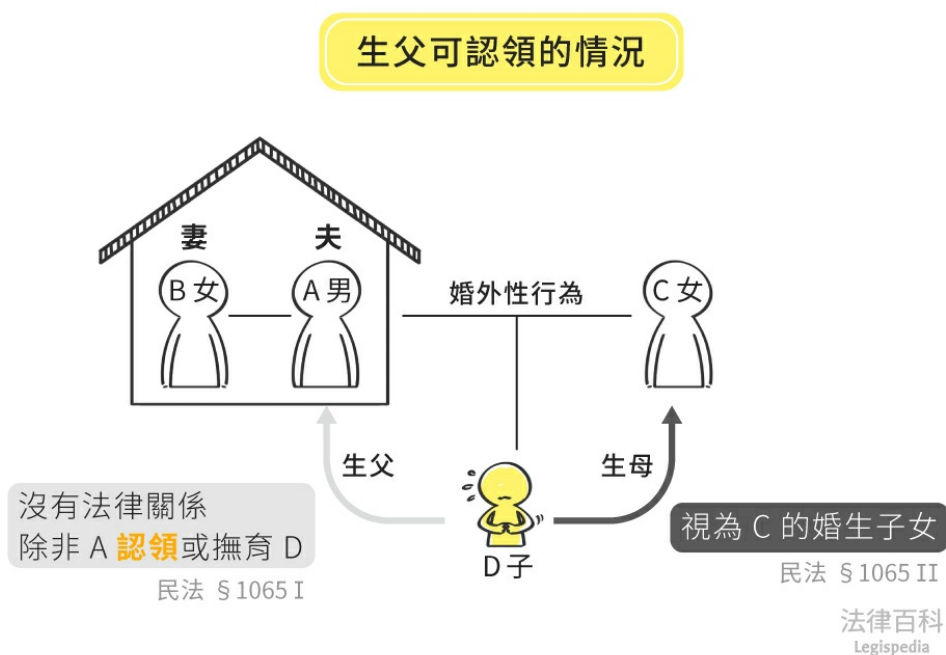 生父可認領的情況
妻
夫
B 女
A 男
婚外性行為
C 女
生父
生母
沒有法律關係
除非 A 認領或撫育 D
民法 §1065 I
D 子
視為 C 的婚生子女
民法 §1065 II
法律百科
Legispedia